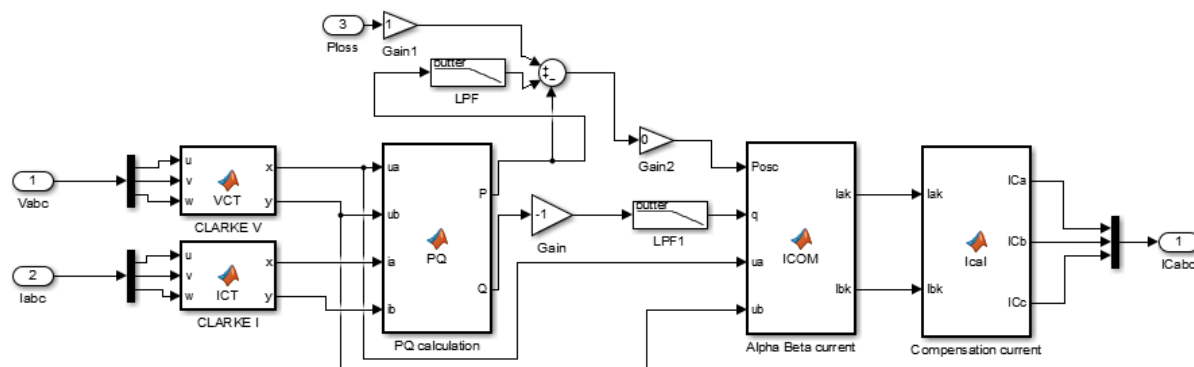 3
Ploss
1
Gain1
butter
LPF
+
+
-
0
Gain2
1
Vabc
u
v
w
VCT
x
y
CLARKE V
2
Iabc
u
v
w
ICT
x
y
CLARKE I
ua
ub
ia
ib
PQ
P
Q
PQ calculation
-1
Gain
butter
LPF1
Posc
q
ua
ub
ICOM
Iak
Ibk
Alpha Beta current
Iak
Ibk
Ical
ICa
ICb
ICc
Compensation current
1
ICabc